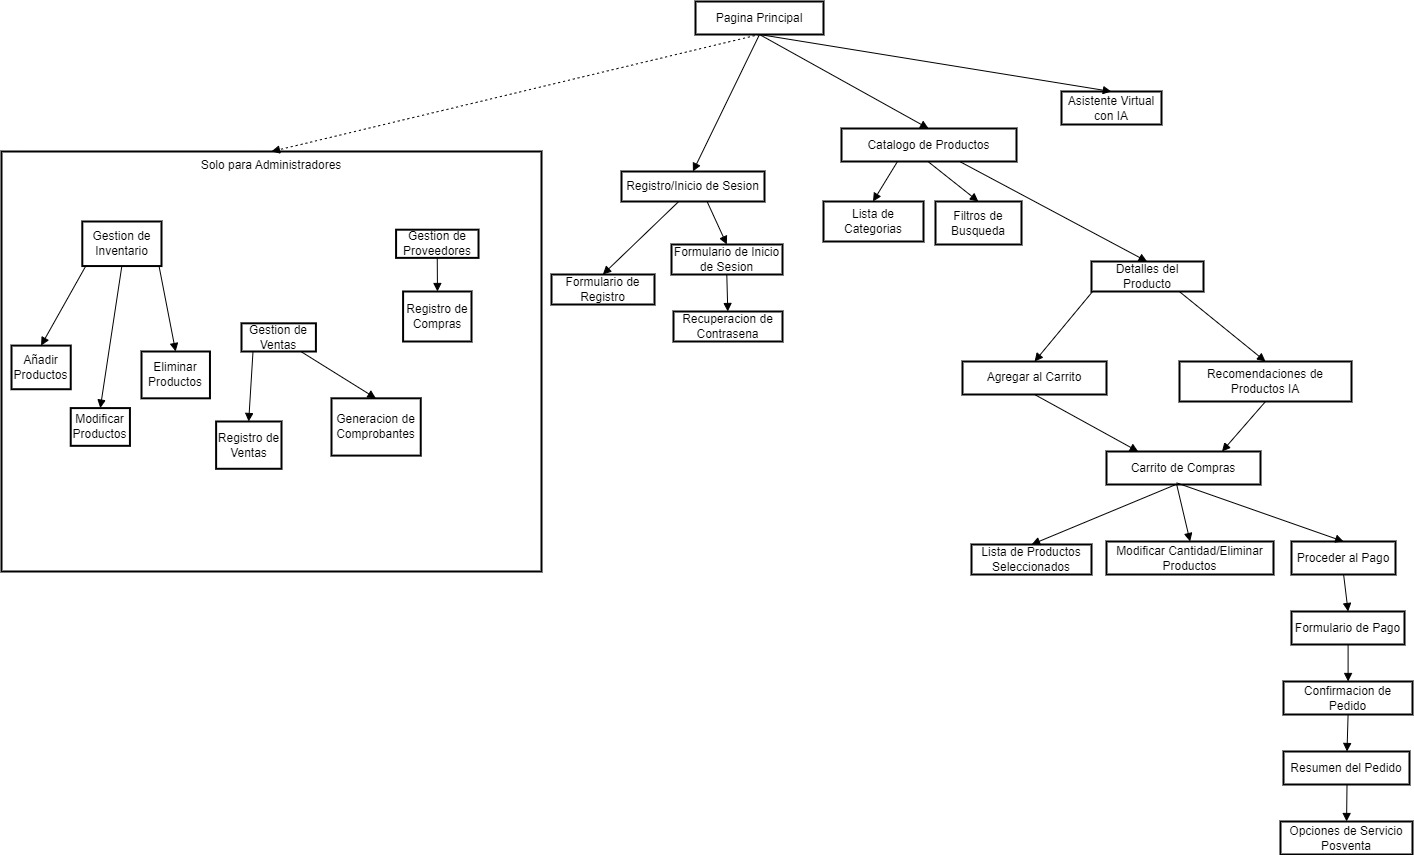 Pagina Principal
Asistente Virtual
con IA
Catalogo de Productos
Solo para Administradores
Registro/Inicio de Sesion
Lista de
Categorias
Filtros de
Busqueda
Gestion de
Inventario
Gestion de
Proveedores
Formulario de Inicio
de Sesion
Formulario de
Registro
Detalles del
Producto
Registro de
Compras
Recuperacion de
Contrasena
Gestion de
Ventas
Añadir
Productos
Eliminar
Productos
Agregar al Carrito
Recomendaciones de
Productos IA
Modificar
Productos
Registro de
Ventas
Generacion de
Comprobantes
Carrito de Compras
Lista de Productos
Seleccionados
Modificar Cantidad/Eliminar
Productos
Proceder al Pago
Formulario de Pago
Confirmacion de
Pedido
Resumen del Pedido
Opciones de Servicio
Posventa